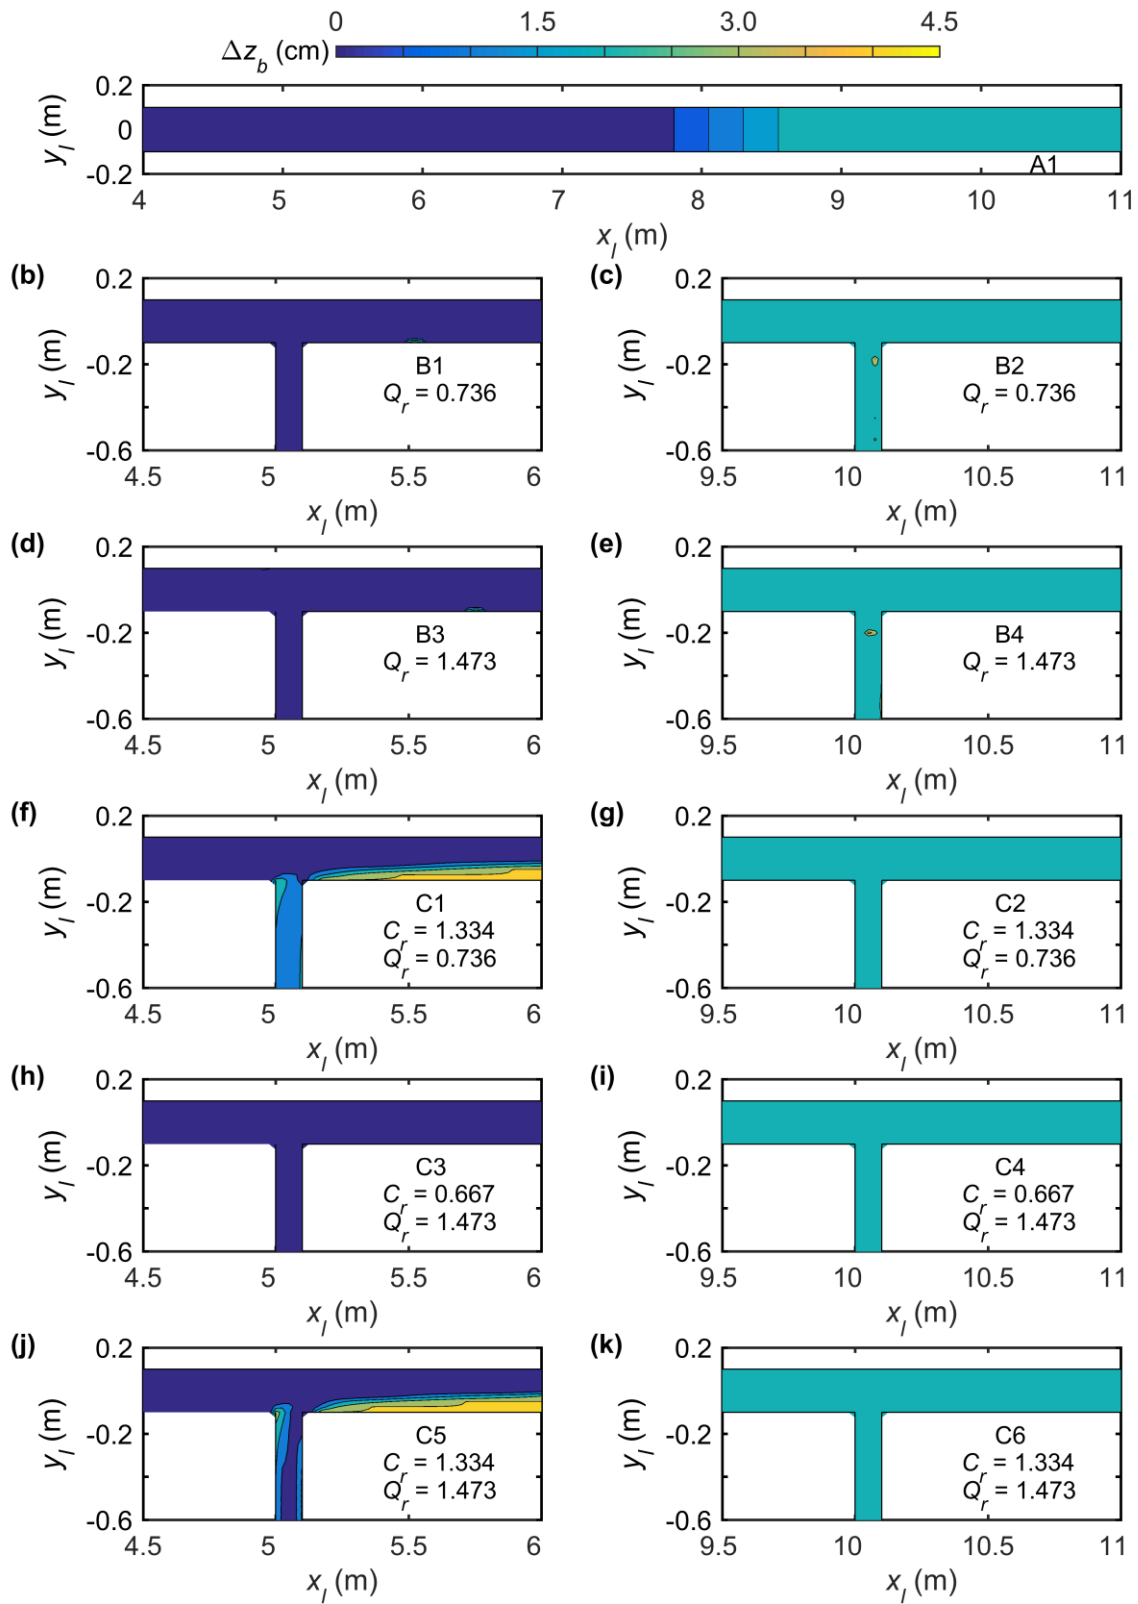 0 1.5 3.0 4.5
Δz_b (cm)
0.2
0
-0.2
y_l (m)
A1
4 5 6 7 8 9 10 11
x_l (m)
(b)
0.2
-0.2
-0.6
y_l (m)
B1
Q_r = 0.736
4.5 5 5.5 6
x_l (m)
(c)
0.2
-0.2
-0.6
y_l (m)
B2
Q_r = 0.736
9.5 10 10.5 11
x_l (m)
(d)
0.2
-0.2
-0.6
y_l (m)
B3
Q_r = 1.473
4.5 5 5.5 6
x_l (m)
(e)
0.2
-0.2
-0.6
y_l (m)
B4
Q_r = 1.473
9.5 10 10.5 11
x_l (m)
(f)
0.2
-0.2
-0.6
y_l (m)
C1
C_r = 1.334
Q_r = 0.736
4.5 5 5.5 6
x_l (m)
(g)
0.2
-0.2
-0.6
y_l (m)
C2
C_r = 1.334
Q_r = 0.736
9.5 10 10.5 11
x_l (m)
(h)
0.2
-0.2
-0.6
y_l (m)
C3
C_r = 0.667
Q_r = 1.473
4.5 5 5.5 6
x_l (m)
(i)
0.2
-0.2
-0.6
y_l (m)
C4
C_r = 0.667
Q_r = 1.473
9.5 10 10.5 11
x_l (m)
(j)
0.2
-0.2
-0.6
y_l (m)
C5
C_r = 1.334
Q_r = 1.473
4.5 5 5.5 6
x_l (m)
(k)
0.2
-0.2
-0.6
y_l (m)
C6
C_r = 1.334
Q_r = 1.473
9.5 10 10.5 11
x_l (m)